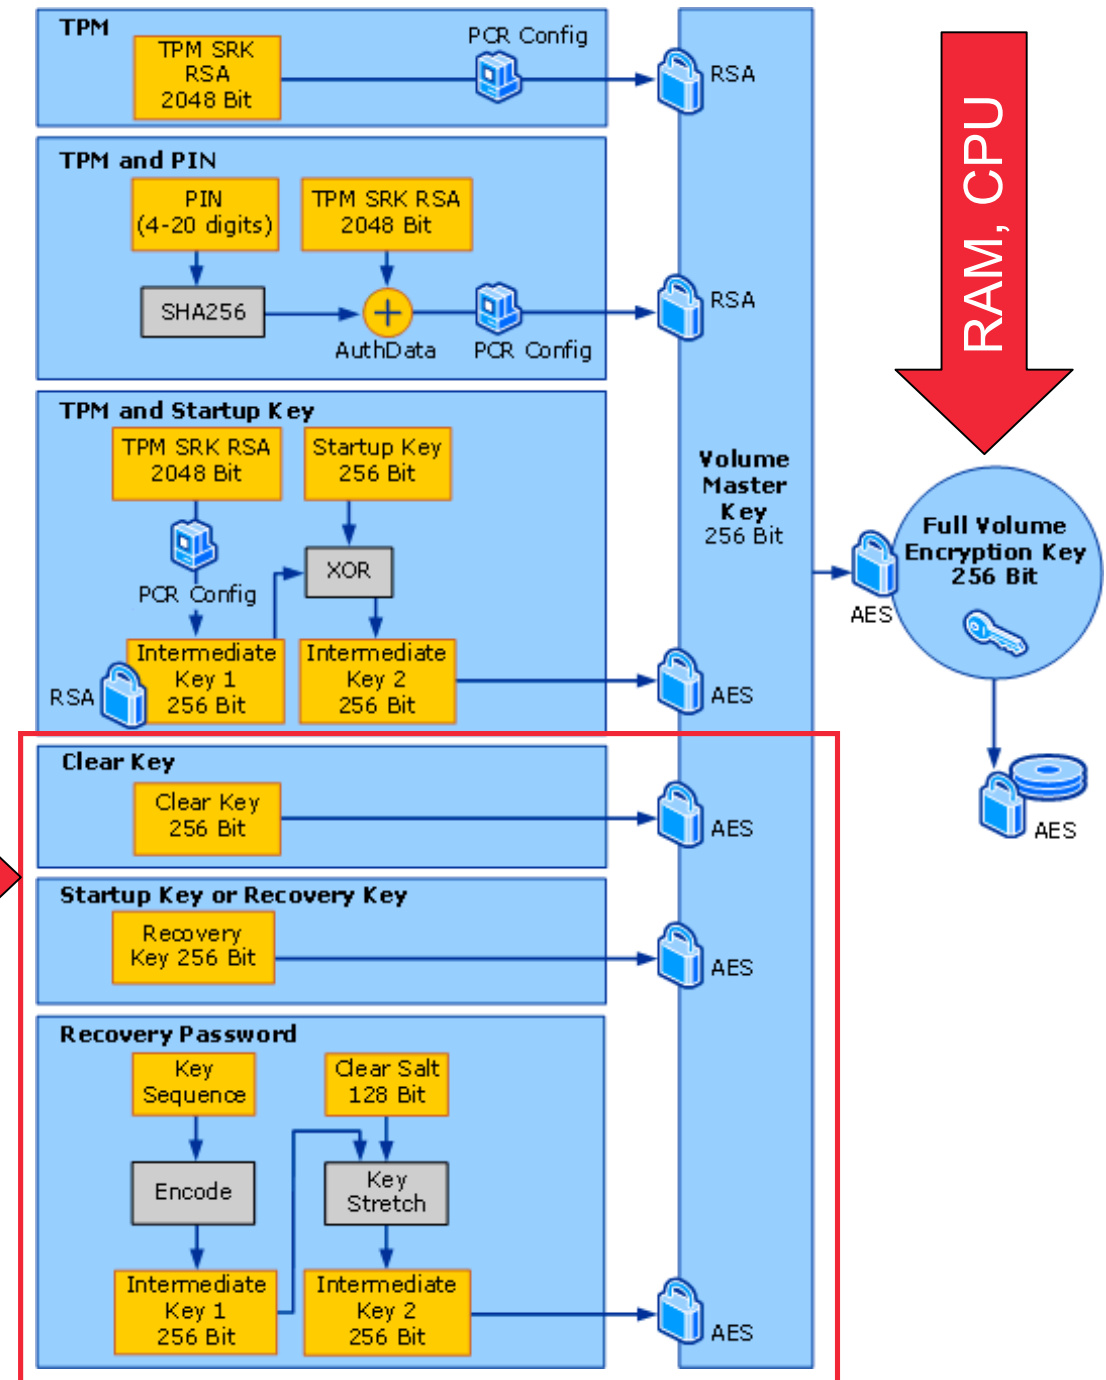 TPM
TPM SRK
RSA
2048 Bit
PCR Config
RSA
TPM and PIN
PIN
(4-20 digits)
TPM SRK RSA
2048 Bit
SHA256
+
AuthData
PCR Config
RSA
TPM and Startup Key
TPM SRK RSA
2048 Bit
Startup Key
256 Bit
PCR Config
XOR
RSA
Intermediate
Key 1
256 Bit
Intermediate
Key 2
256 Bit
AES
Clear Key
Clear Key
256 Bit
AES
Startup Key or Recovery Key
Recovery
Key 256 Bit
AES
Recovery Password
Key
Sequence
Clear Salt
128 Bit
Encode
Key
Stretch
Intermediate
Key 1
256 Bit
Intermediate
Key 2
256 Bit
AES
Volume
Master
Key
256 Bit
RAM, CPU
Full Volume
Encryption Key
256 Bit
AES
AES